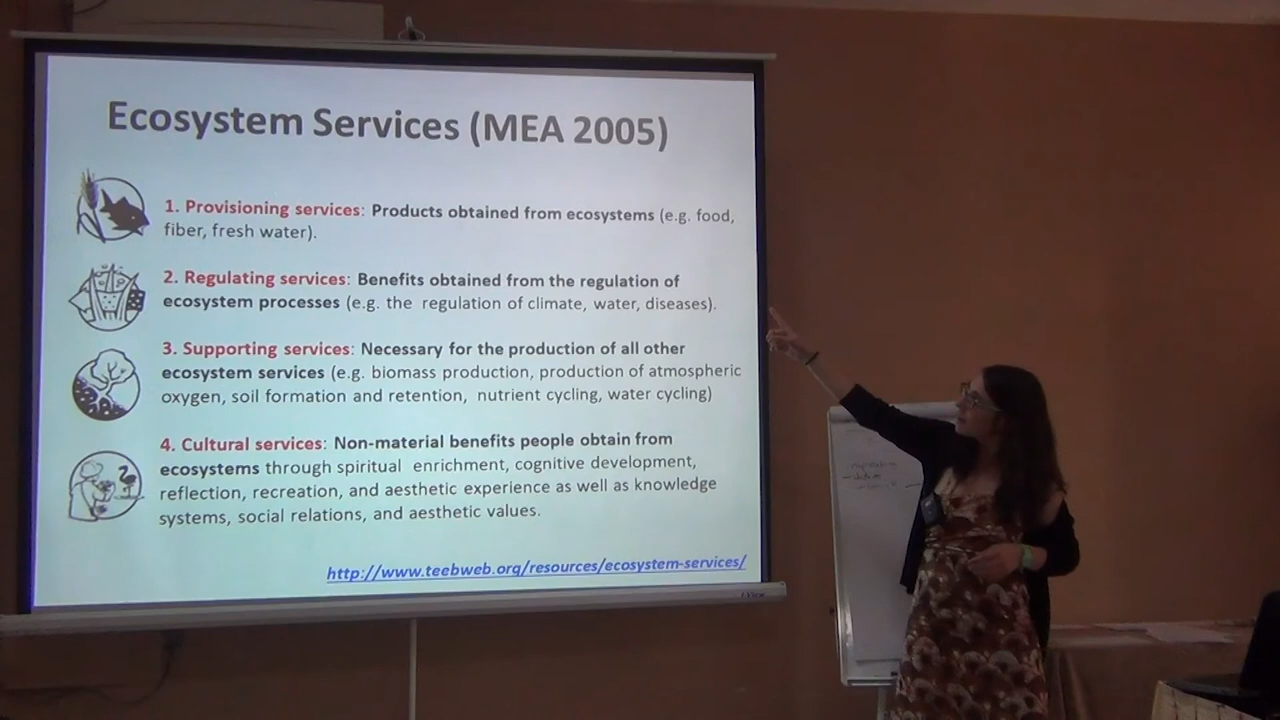 Ecosystem Services (MEA 2005)
1. Provisioning services: Products obtained from ecosystems (e.g. food,
fiber, fresh water).
2. Regulating services: Benefits obtained from the regulation of
ecosystem processes (e.g. the regulation of climate, water, diseases).
3. Supporting services: Necessary for the production of all other
ecosystem services (e.g. biomass production, production of atmospheric
oxygen, soil formation and retention, nutrient cycling, water cycling)
4. Cultural services: Non-material benefits people obtain from
ecosystems through spiritual enrichment, cognitive development,
reflection, recreation, and aesthetic experience as well as knowledge
systems, social relations, and aesthetic values.
http://www.teebweb.org/resources/ecosystem-services/